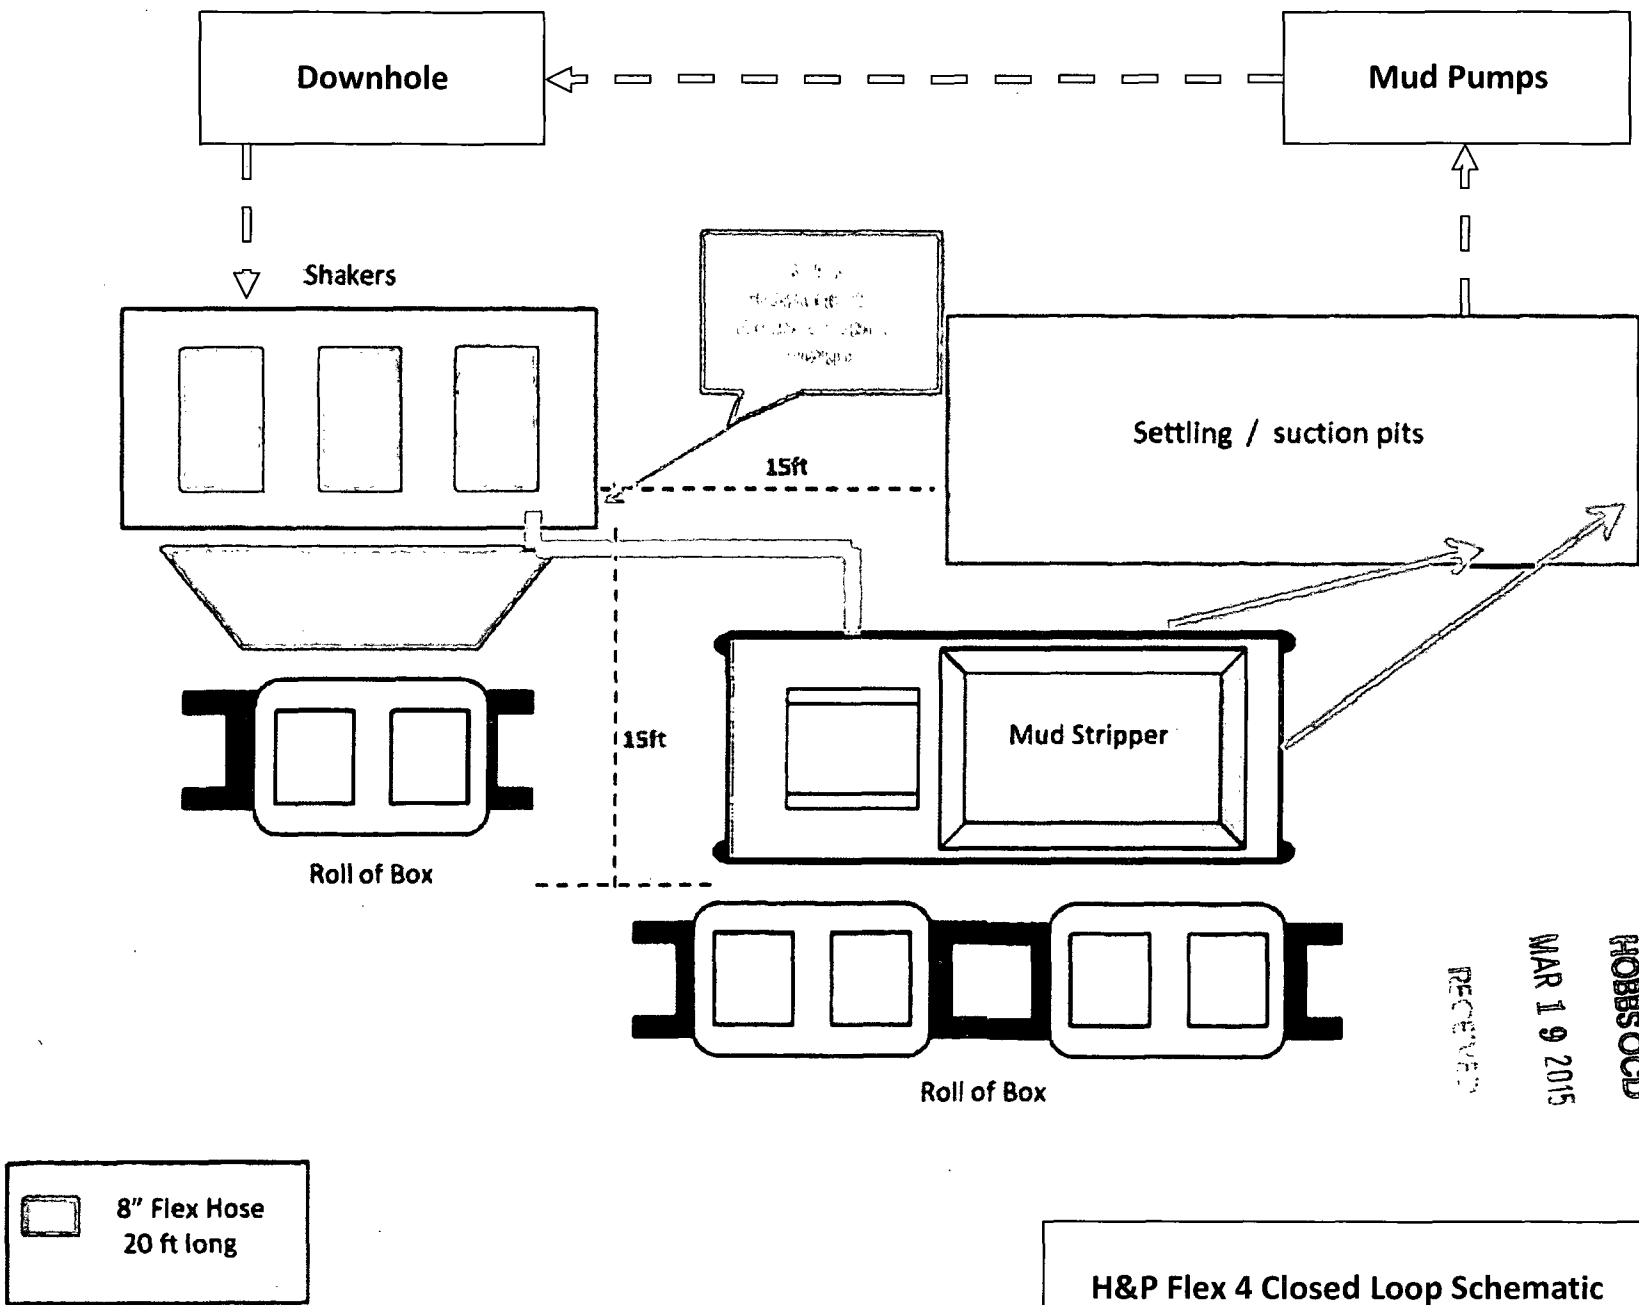 Downhole
Mud Pumps
Shakers
Settling / suction pits
15ft
Mud Stripper
15ft
Roll of Box
Roll of Box
HOBBS OCD
MAR 19 2015
RECEIVED
8" Flex Hose
20 ft long
H&P Flex 4 Closed Loop Schematic